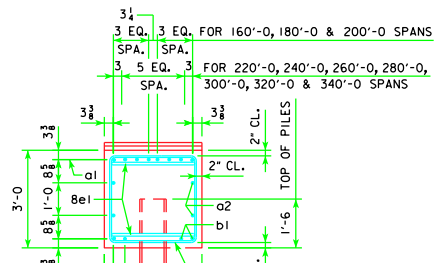 3 1/4
3 EQ. 3 EQ. FOR 160'-0, 180'-0 & 200'-0 SPANS
SPA. SPA.
3 5 EQ. 3 FOR 220'-0, 240'-0, 260'-0, 280'-0,
SPA. 300'-0, 320'-0 & 340'-0 SPANS
3 3/8 3 3/8
3 3/8
2" CL.
TOP OF PILES
2" CL.
a1
8 5/8
3'-0
1'-0
8e1
a2
b1
1'-6
8 5/8